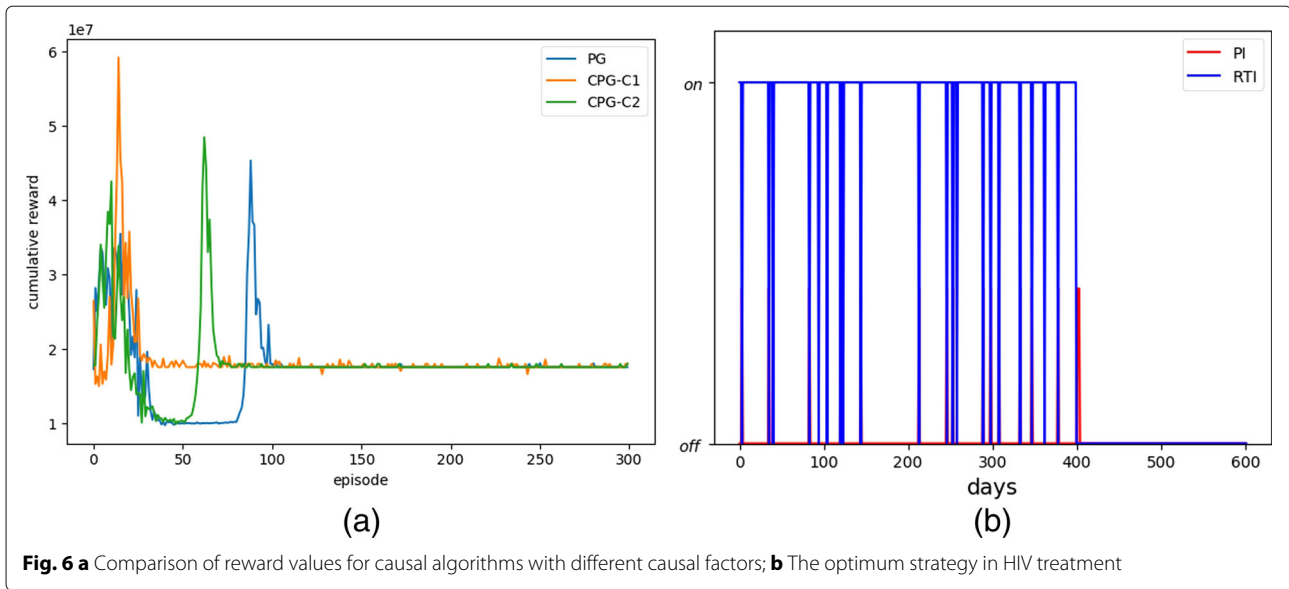 1e7
6
5
4
3
2
1
cumulative reward
PG
CPG-C1
CPG-C2
0 50 100 150 200 250 300
episode
(a)
on
off
PI
RTI
0 100 200 300 400 500 600
days
(b)
Fig. 6 a Comparison of reward values for causal algorithms with different causal factors; b The optimum strategy in HIV treatment